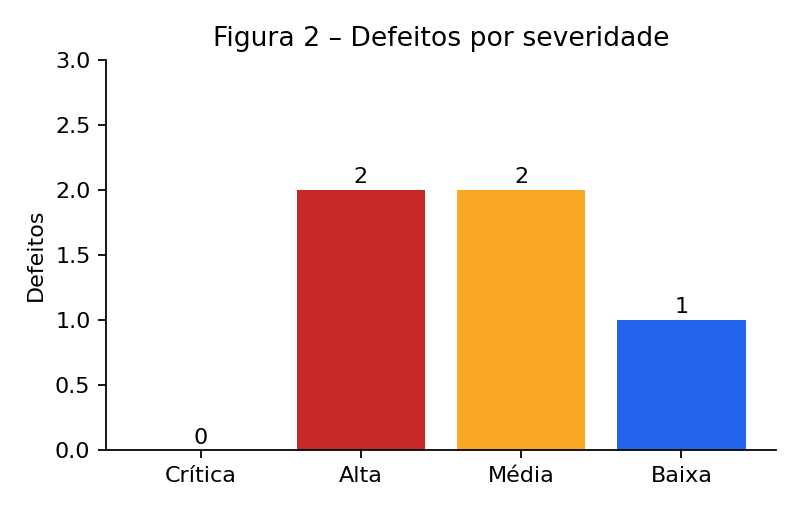 Figura 2 – Defeitos por severidade
3.0
2.5
2.0
1.5
1.0
0.5
0.0
Defeitos
0
2
2
1
Crítica
Alta
Média
Baixa